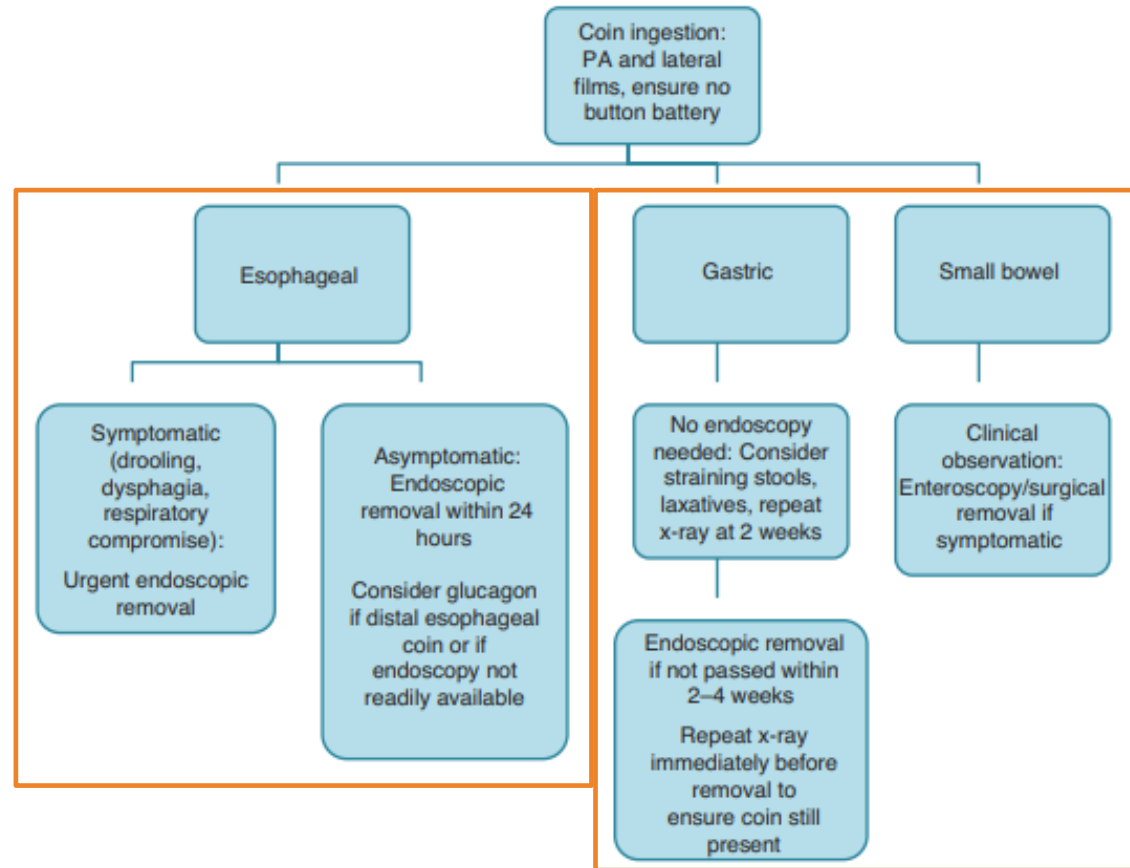 Coin ingestion:
PA and lateral
films, ensure no
button battery
Esophageal
Gastric
Small bowel
Symptomatic
(drooling,
dysphagia,
respiratory
compromise):
Urgent endoscopic
removal
Asymptomatic:
Endoscopic
removal within 24
hours
Consider glucagon
if distal esophageal
coin or if
endoscopy not
readily available
No endoscopy
needed: Consider
straining stools,
laxatives, repeat
x-ray at 2 weeks
Clinical
observation:
Enteroscopy/surgical
removal if
symptomatic
Endoscopic removal
if not passed within
2–4 weeks
Repeat x-ray
immediately before
removal to
ensure coin still
present